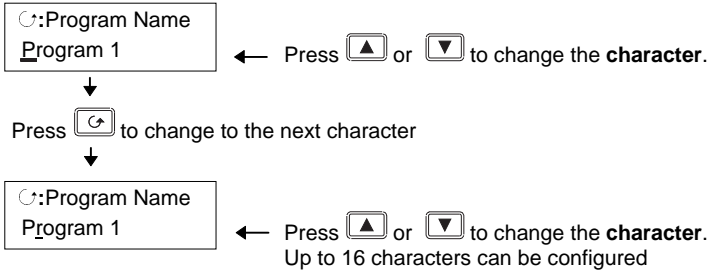 :Program Name
Program 1
Press or to change the character.
Press to change to the next character
:Program Name
Program 1
Press or to change the character.
Up to 16 characters can be configured